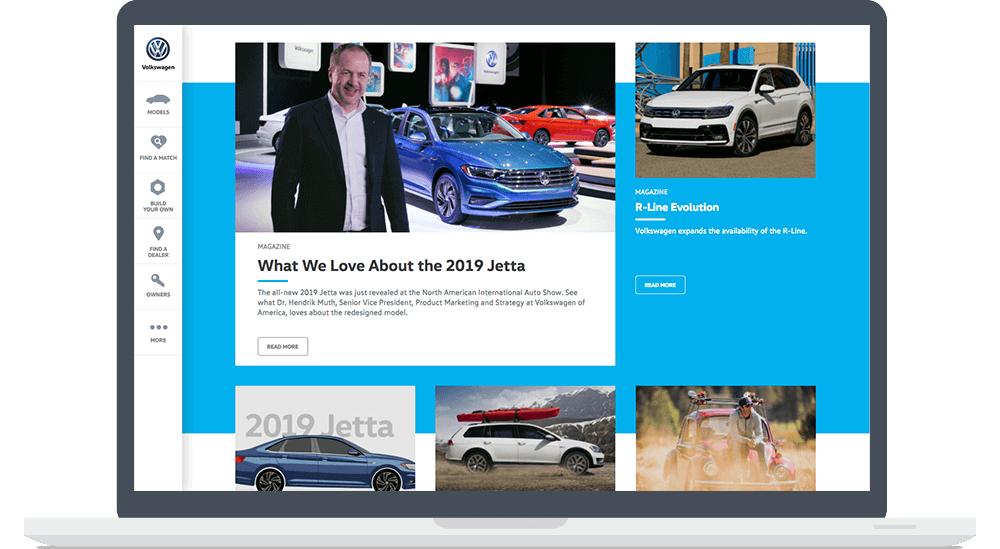 Volkswagen
MODELS
FIND A MATCH
BUILD
YOUR OWN
FIND A
DEALER
OWNERS
MORE
MAGAZINE
What We Love About the 2019 Jetta
The all-new 2019 Jetta was just revealed at the North American International Auto Show. See
what Dr. Hendrik Muth, Senior Vice President, Product Marketing and Strategy at Volkswagen of
America, loves about the redesigned model.
READ MORE
MAGAZINE
R-Line Evolution
Volkswagen expands the availability of the R-Line.
READ MORE
2019 Jetta